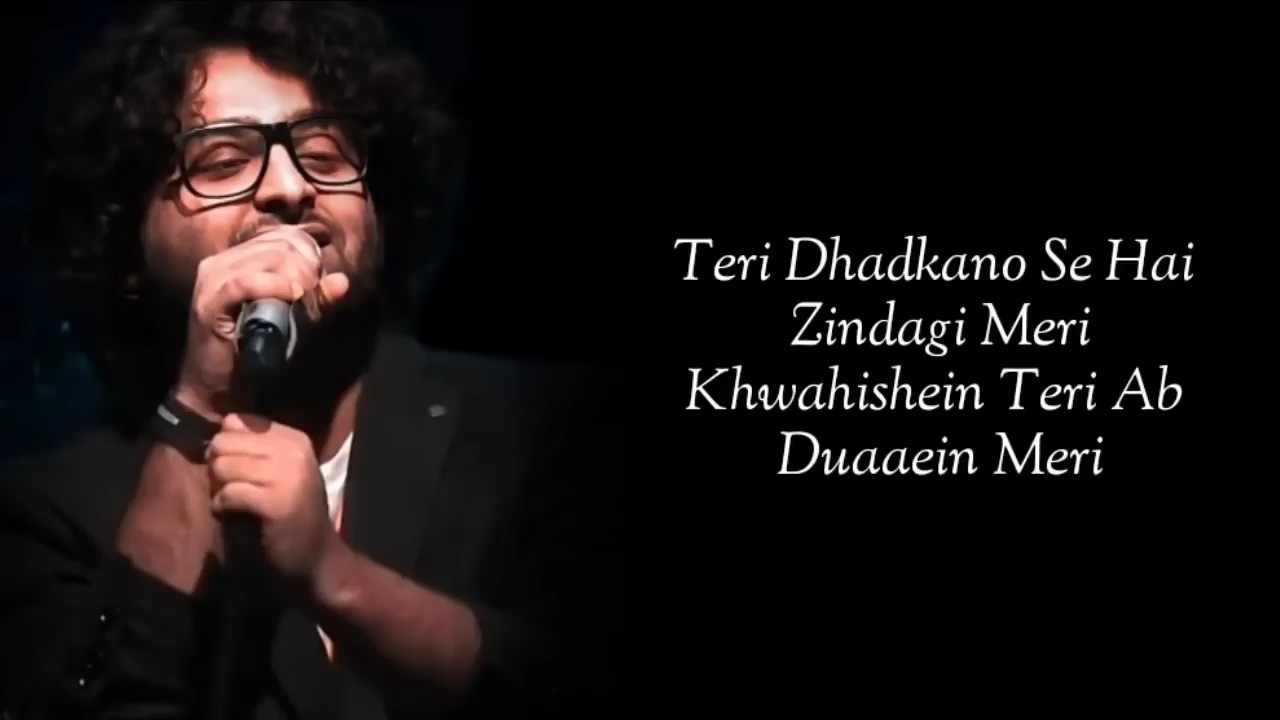 Teri Dhadkano Se Hai
Zindagi Meri
Khwahishein Teri Ab
Duaaein Meri